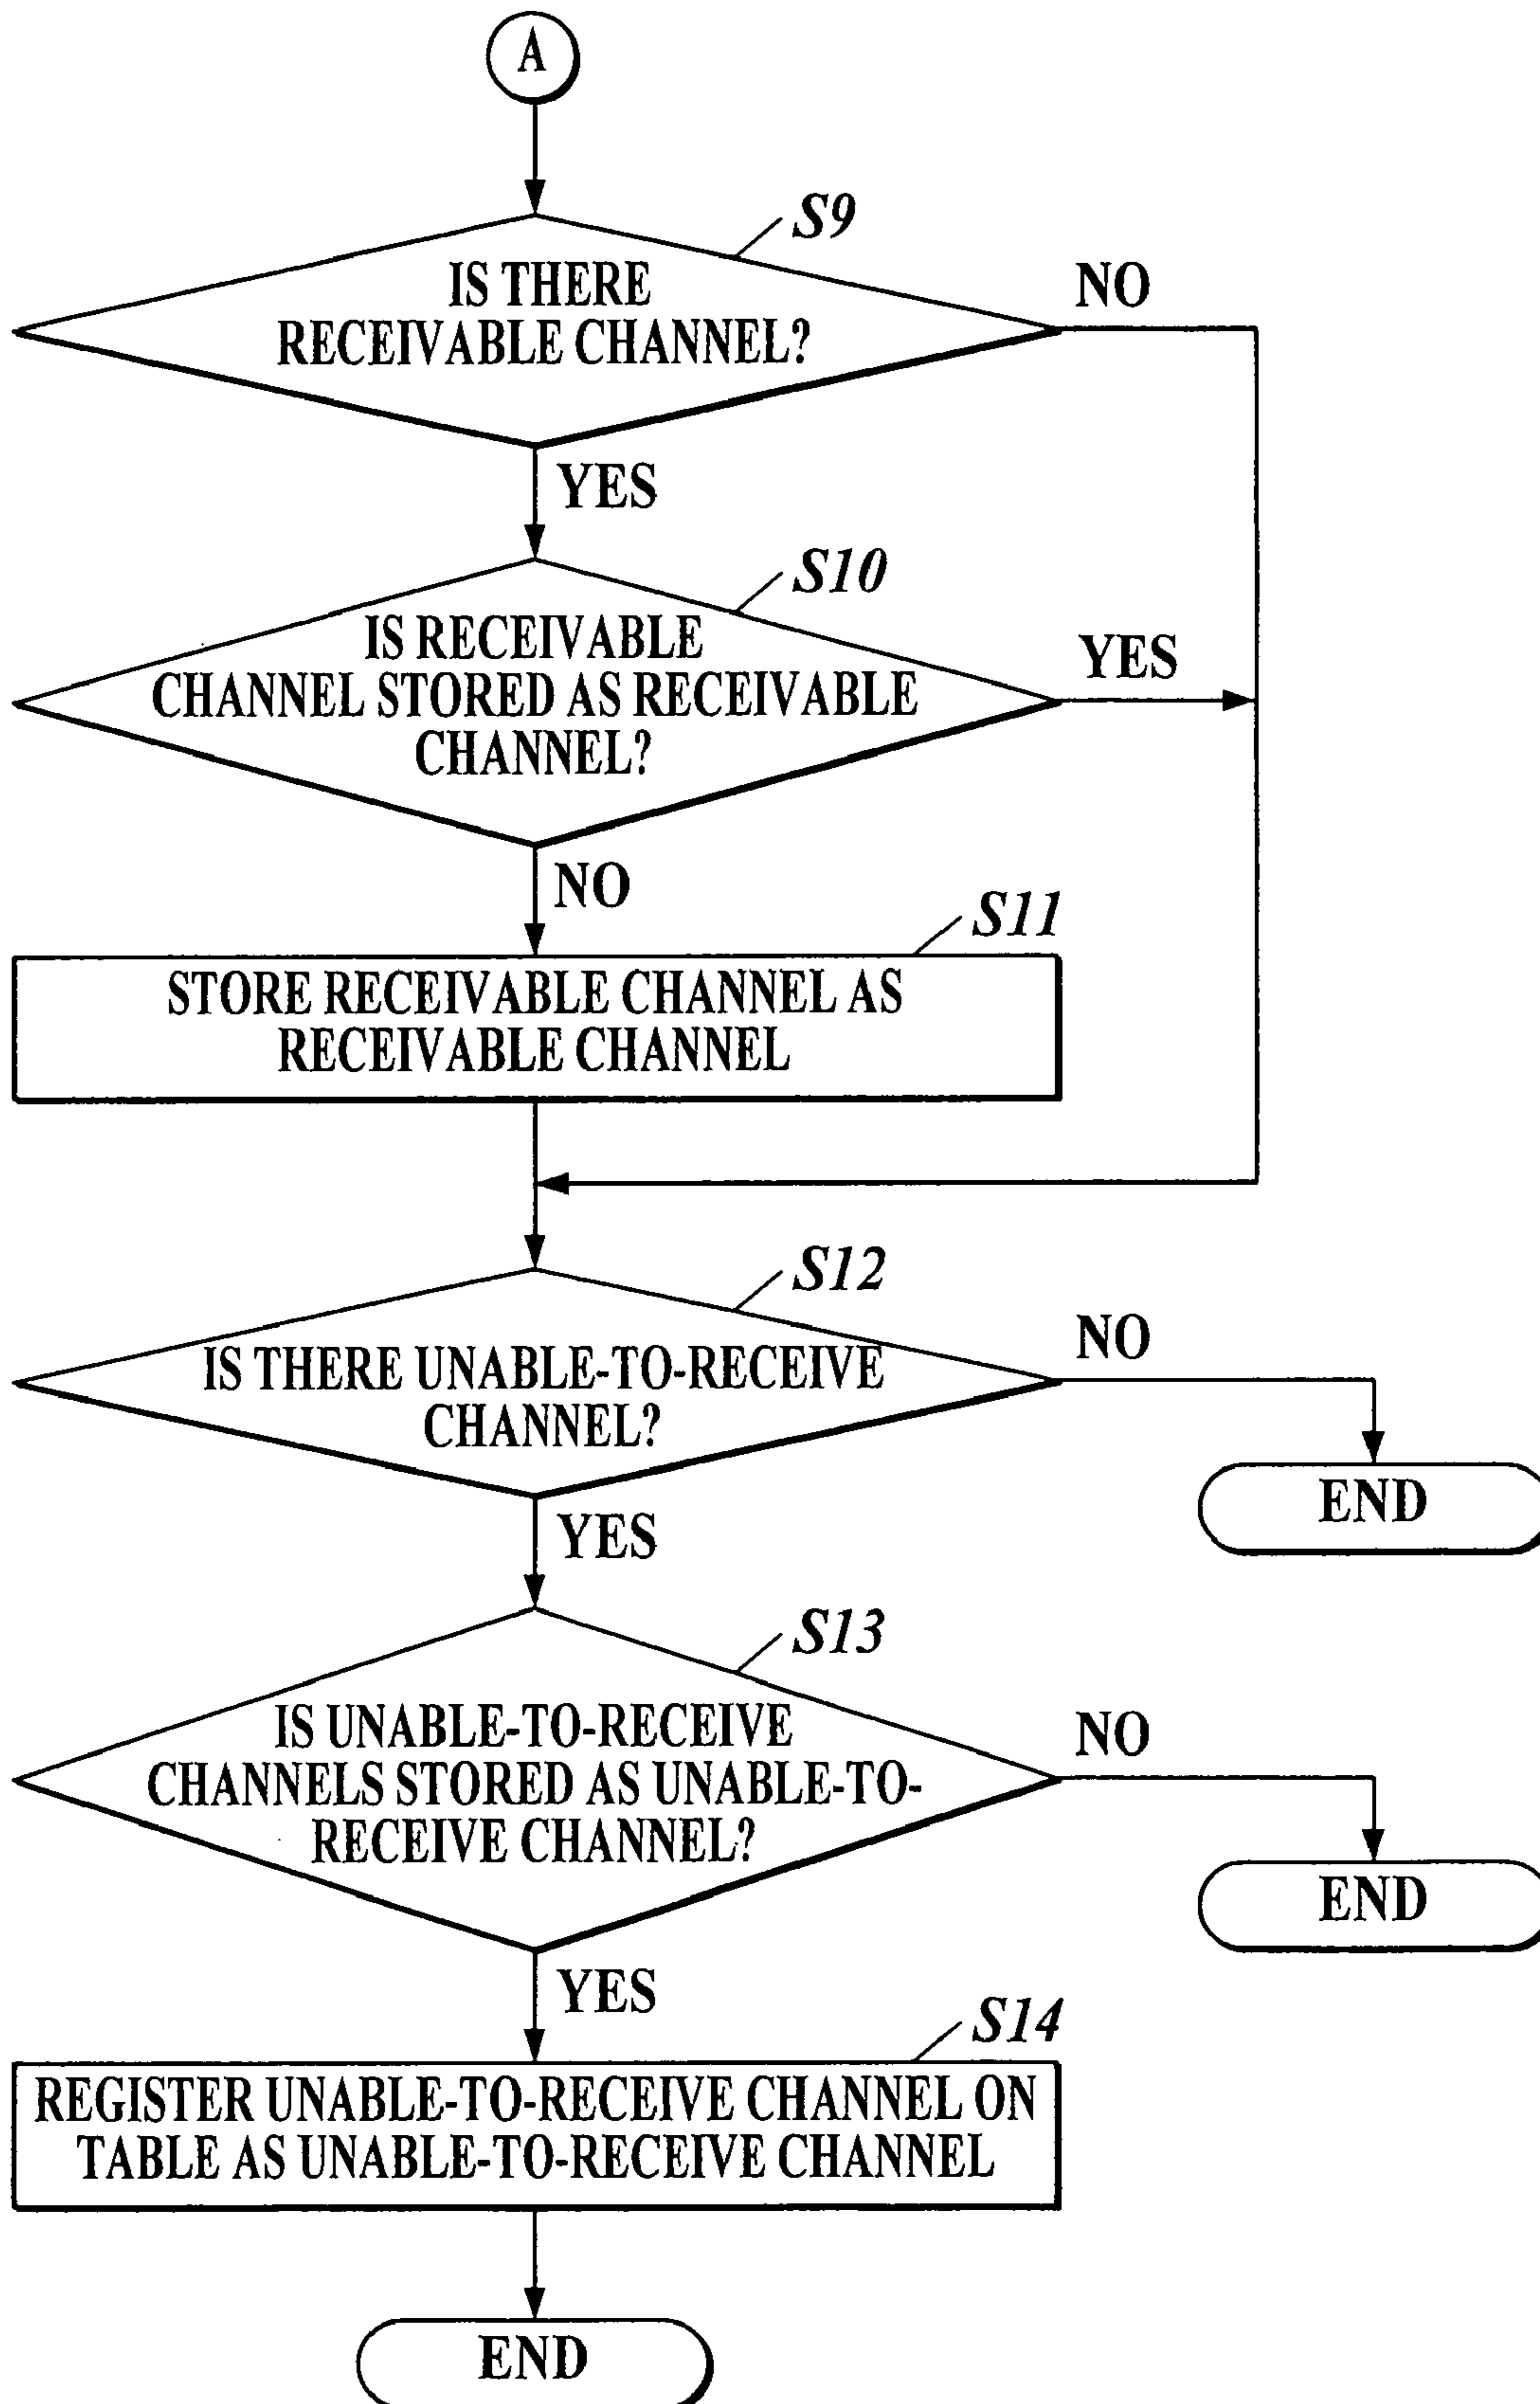 A
S9
IS THERE
RECEIVABLE CHANNEL?
NO
YES
S10
IS RECEIVABLE
CHANNEL STORED AS RECEIVABLE
CHANNEL?
YES
NO
S11
STORE RECEIVABLE CHANNEL AS
RECEIVABLE CHANNEL
S12
IS THERE UNABLE-TO-RECEIVE
CHANNEL?
NO
END
YES
S13
IS UNABLE-TO-RECEIVE
CHANNELS STORED AS UNABLE-TO-
RECEIVE CHANNEL?
NO
END
YES
S14
REGISTER UNABLE-TO-RECEIVE CHANNEL ON
TABLE AS UNABLE-TO-RECEIVE CHANNEL
END